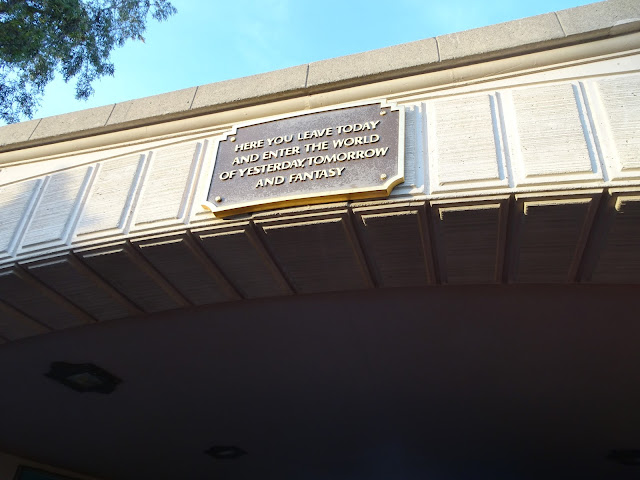 HERE YOU LEAVE TODAY
AND ENTER THE WORLD
OF YESTERDAY, TOMORROW
AND FANTASY